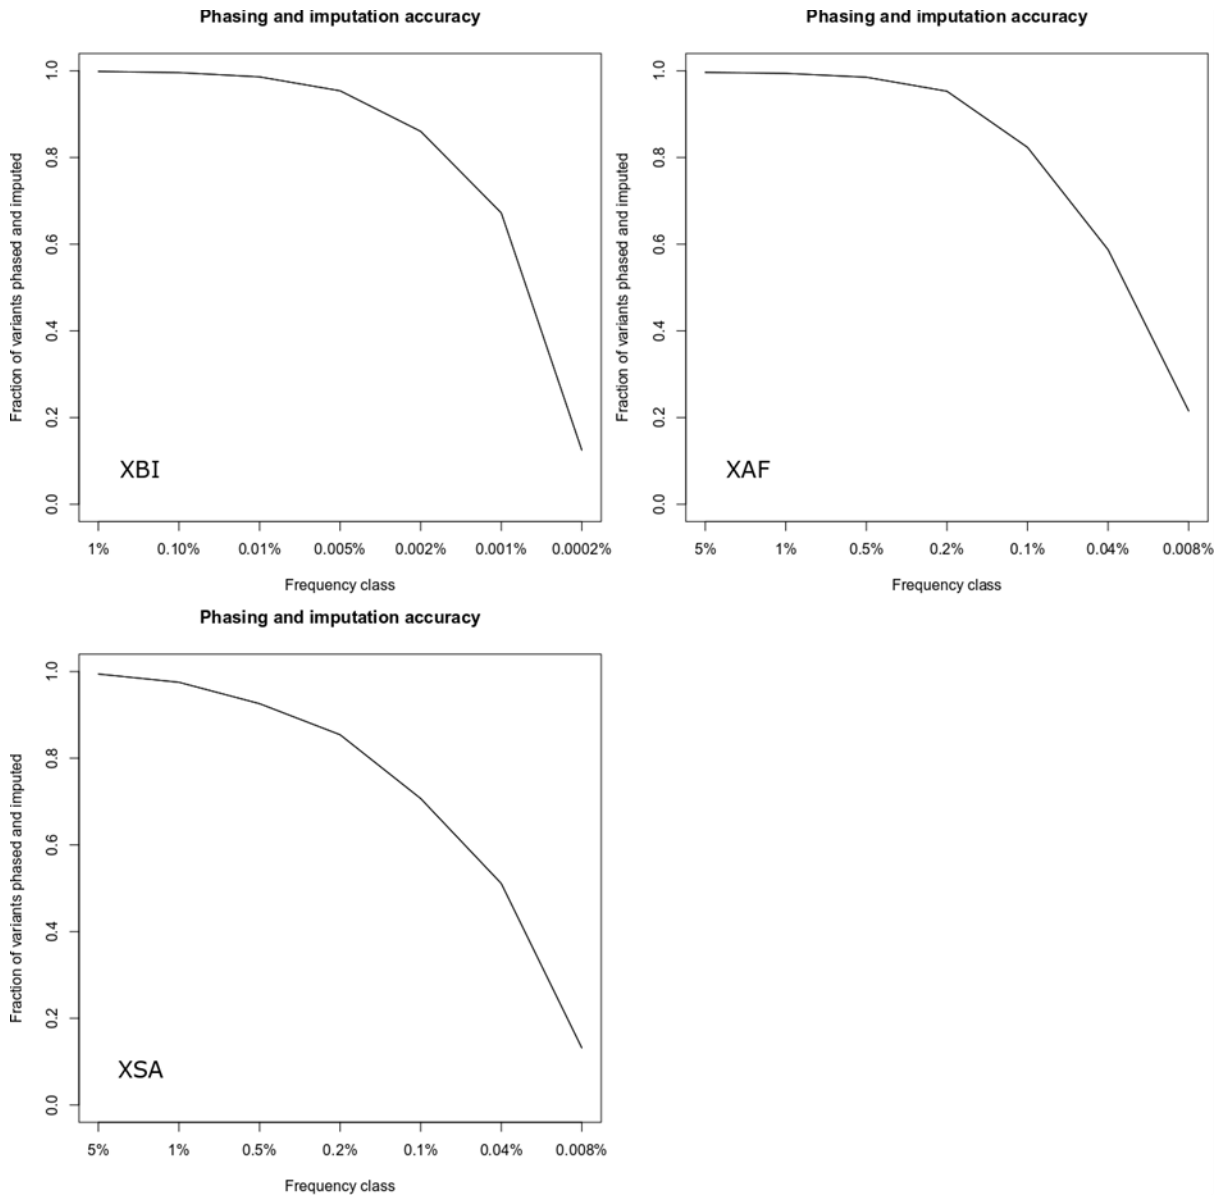 Phasing and imputation accuracy
Fraction of variants phased and imputed
1.0
0.8
0.6
0.4
0.2
0.0
XBI
1% 0.10% 0.01% 0.005% 0.002% 0.001% 0.0002%
Frequency class
Phasing and imputation accuracy
Fraction of variants phased and imputed
1.0
0.8
0.6
0.4
0.2
0.0
XAF
5% 1% 0.5% 0.2% 0.1% 0.04% 0.008%
Frequency class
Phasing and imputation accuracy
Fraction of variants phased and imputed
1.0
0.8
0.6
0.4
0.2
0.0
XSA
5% 1% 0.5% 0.2% 0.1% 0.04% 0.008%
Frequency class